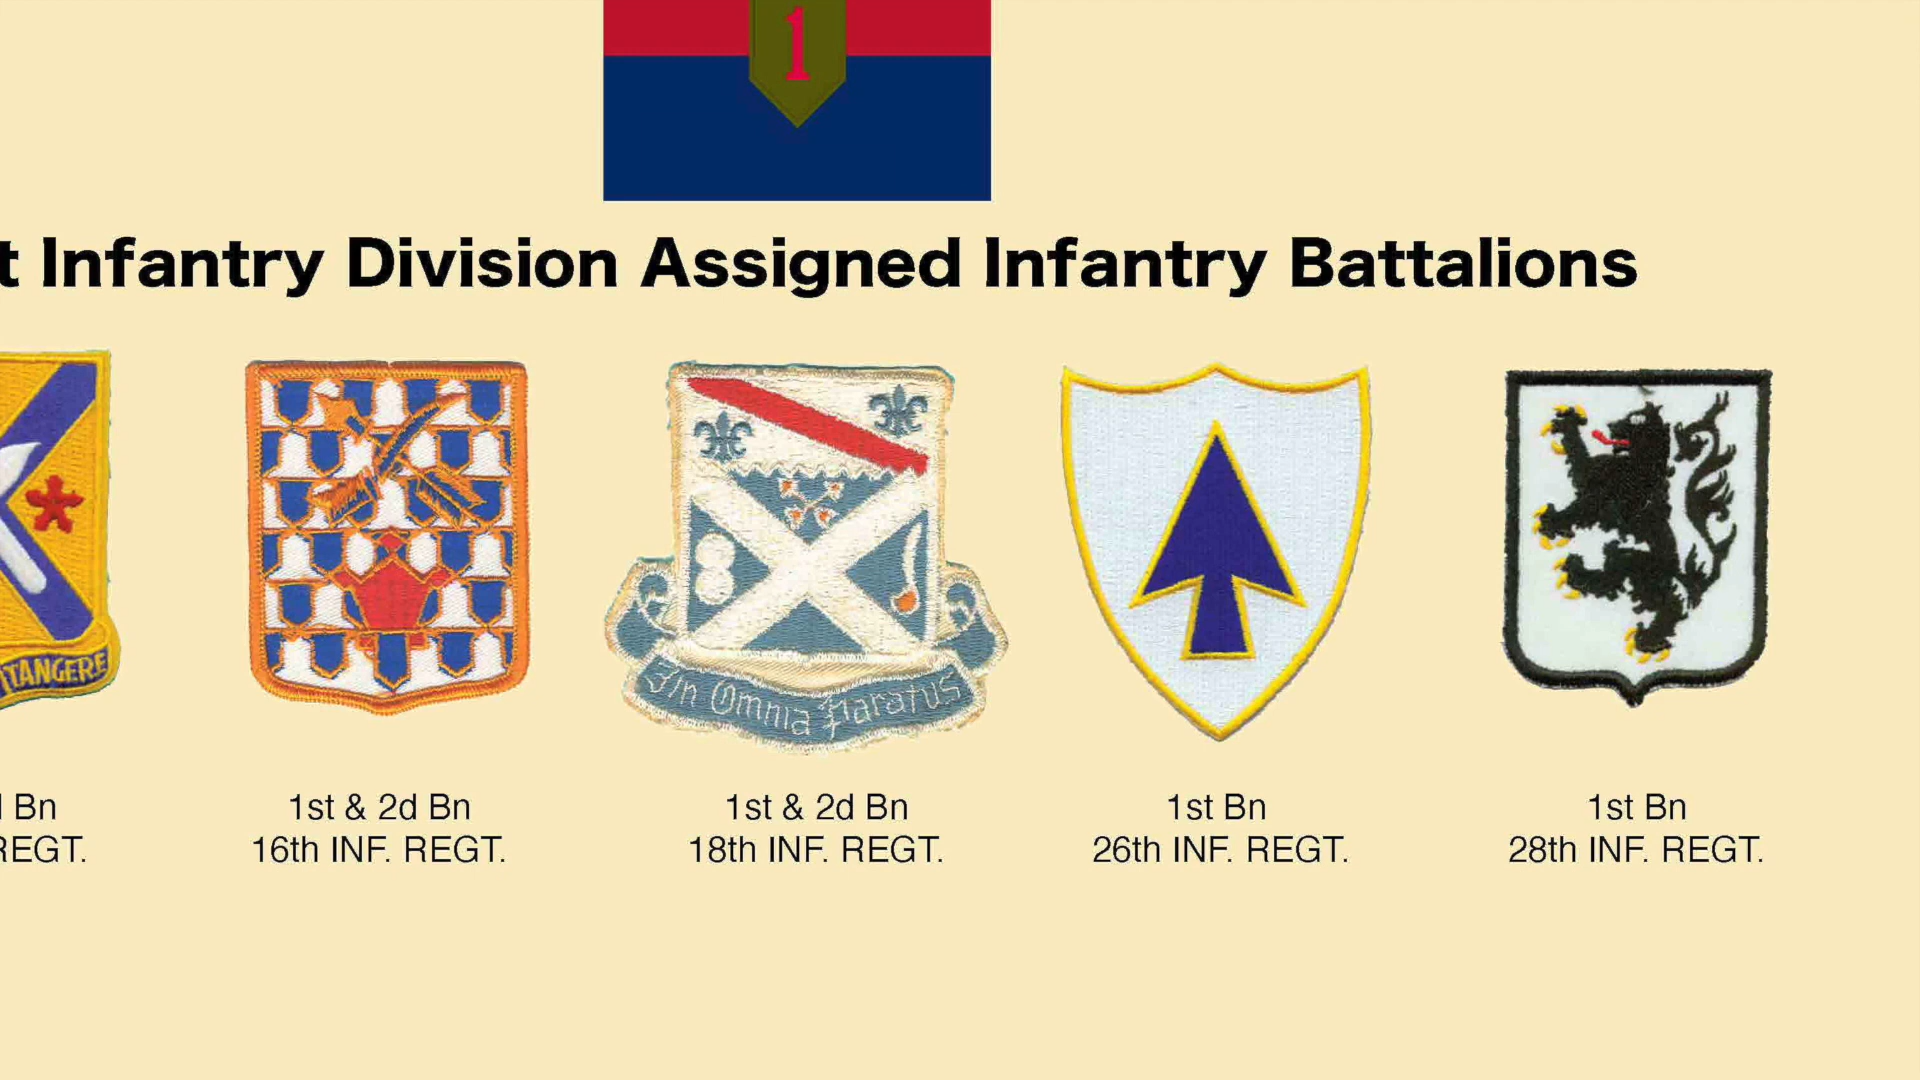 1
t Infantry Division Assigned Infantry Battalions
TANGERE
In Omnia Paratus
Bn
REGT.
1st & 2d Bn
16th INF. REGT.
1st & 2d Bn
18th INF. REGT.
1st Bn
26th INF. REGT.
1st Bn
28th INF. REGT.